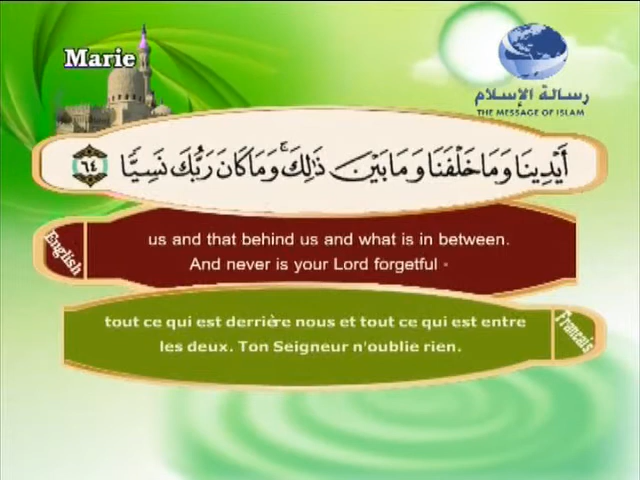 Marie
رسالة الإسلام
THE MESSAGE OF ISLAM
أَيْدِينَا وَمَا خَلْفَنَا وَمَا بَيْنَ ذَٰلِكَ ۚ وَمَا كَانَ رَبُّكَ نَسِيًّا ٦٤
English
us and that behind us and what is in between.
And never is your Lord forgetful -
Francais
tout ce qui est derrière nous et tout ce qui est entre
les deux. Ton Seigneur n'oublie rien.